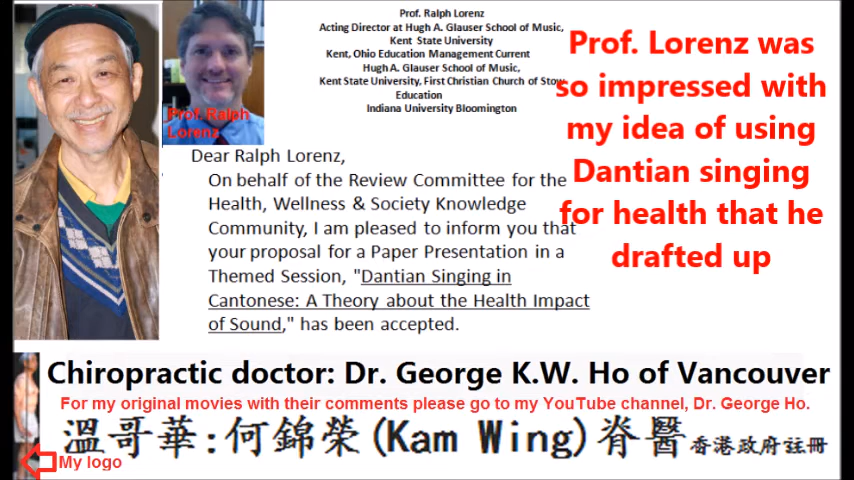 Prof. Ralph Lorenz
Acting Director at Hugh A. Glauser School of Music,
Kent State University
Kent, Ohio Education Management Current
Hugh A. Glauser School of Music,
Kent State University, First Christian Church of Stow
Education
Indiana University Bloomington
Prof. Ralph
Lorenz
Prof. Lorenz was
so impressed with
my idea of using
Dantian singing
for health that he
drafted up
Dear Ralph Lorenz,
On behalf of the Review Committee for the
Health, Wellness & Society Knowledge
Community, I am pleased to inform you that
your proposal for a Paper Presentation in a
Themed Session, "Dantian Singing in
Cantonese: A Theory about the Health Impact
of Sound," has been accepted.
Chiropractic doctor: Dr. George K.W. Ho of Vancouver
For my original movies with their comments please go to my YouTube channel, Dr. George Ho.
溫哥華:何錦榮(Kam Wing)脊醫香港政府註冊
My logo